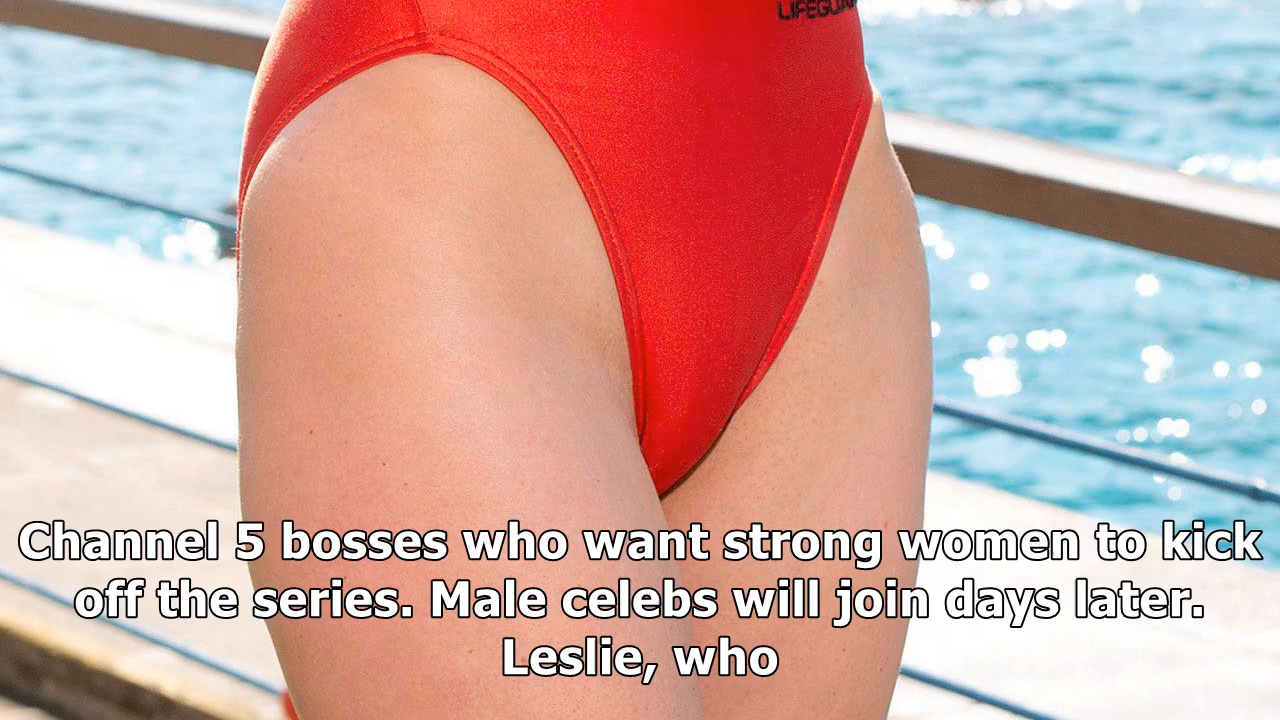 LIFEGUA
Channel 5 bosses who want strong women to kick
off the series. Male celebs will join days later.
Leslie, who